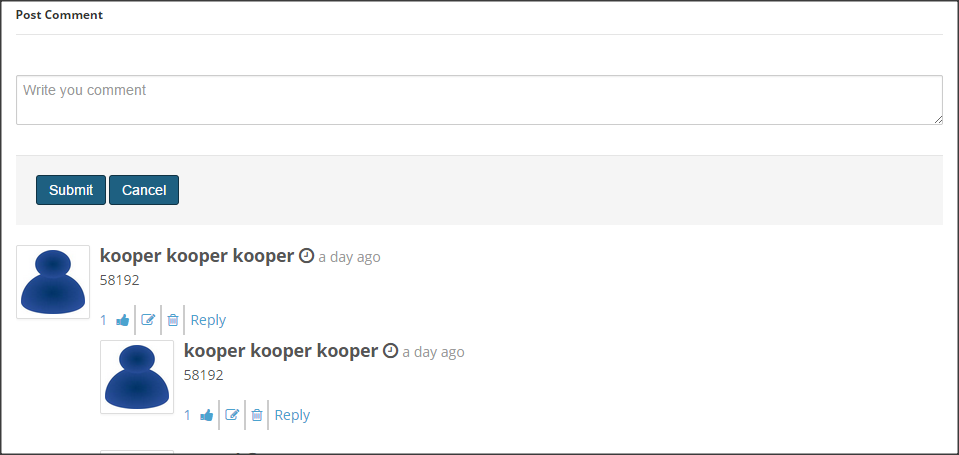 Post Comment
Write you comment
Submit Cancel
kooper kooper kooper a day ago
58192
1 Reply
kooper kooper kooper a day ago
58192
1 Reply